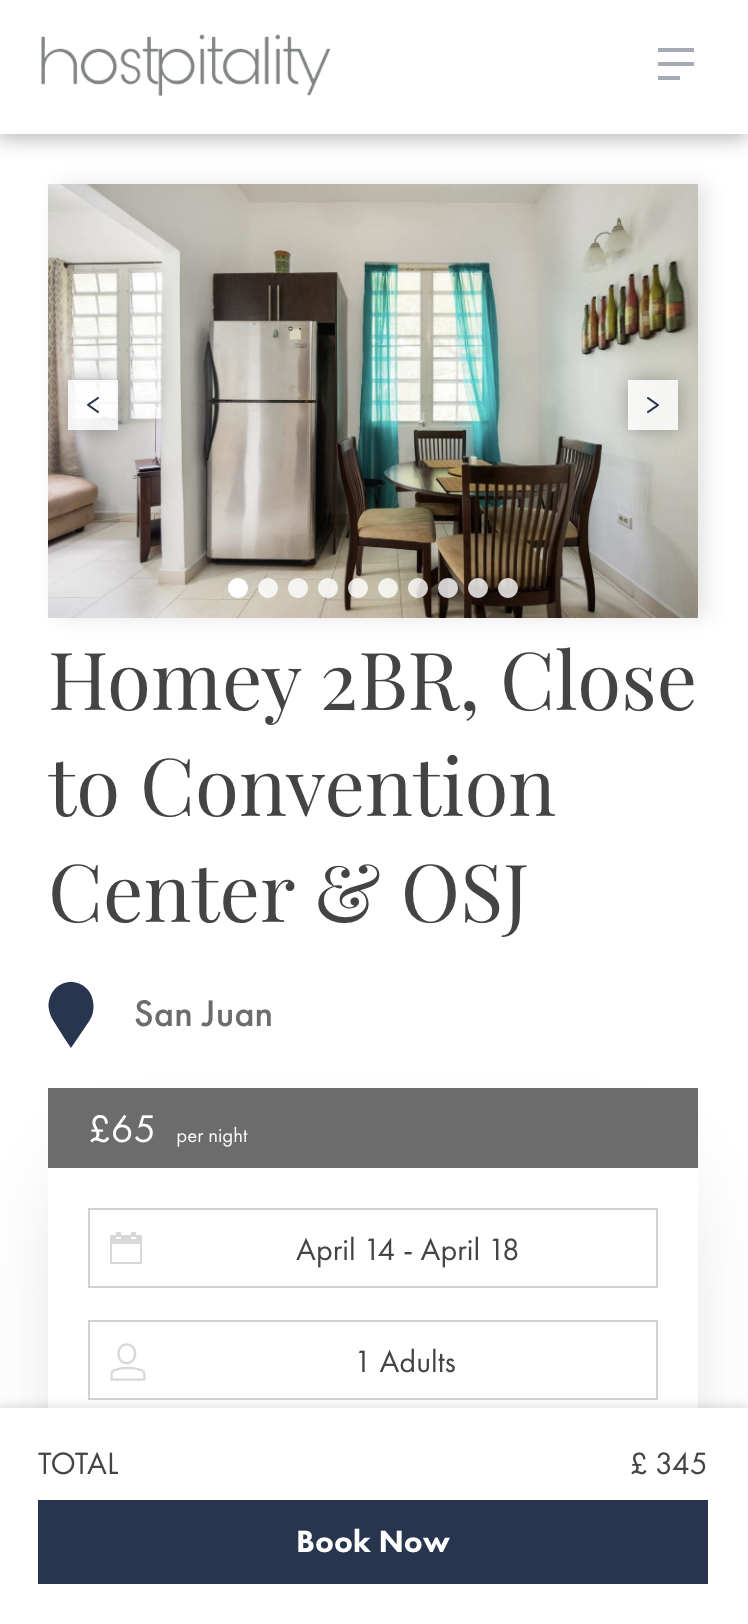 hostpitality
<
>
Homey 2BR, Close
to Convention
Center & OSJ
San Juan
£65 per night
April 14 - April 18
1 Adults
TOTAL £ 345
Book Now